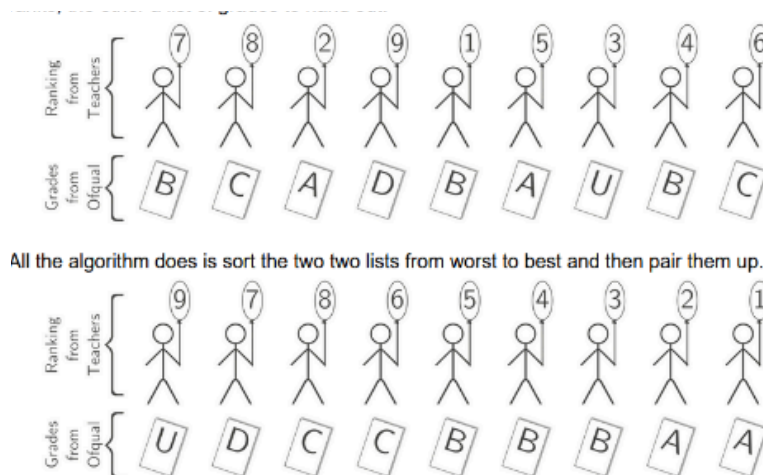 7 8 2 9 1 5 3 4 6
Ranking
from
Teachers
B C A D B A U B C
Grades
from
Ofqual
All the algorithm does is sort the two two lists from worst to best and then pair them up.
9 7 8 6 5 4 3 2 1
Ranking
from
Teachers
U D C C B B B A A
Grades
from
Ofqual